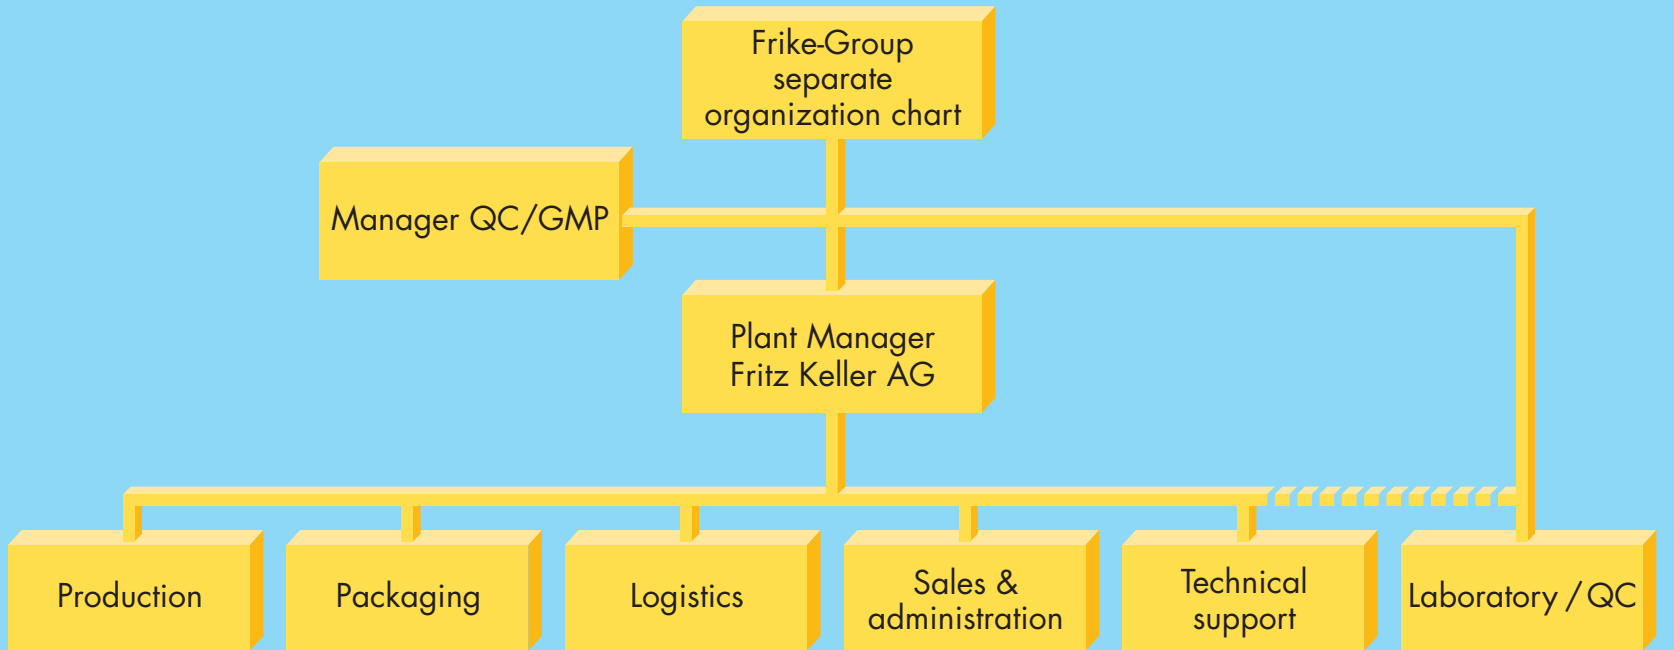 Frike-Group
separate
organization chart
Manager QC/GMP
Plant Manager
Fritz Keller AG
Production
Packaging
Logistics
Sales &
administration
Technical
support
Laboratory / QC